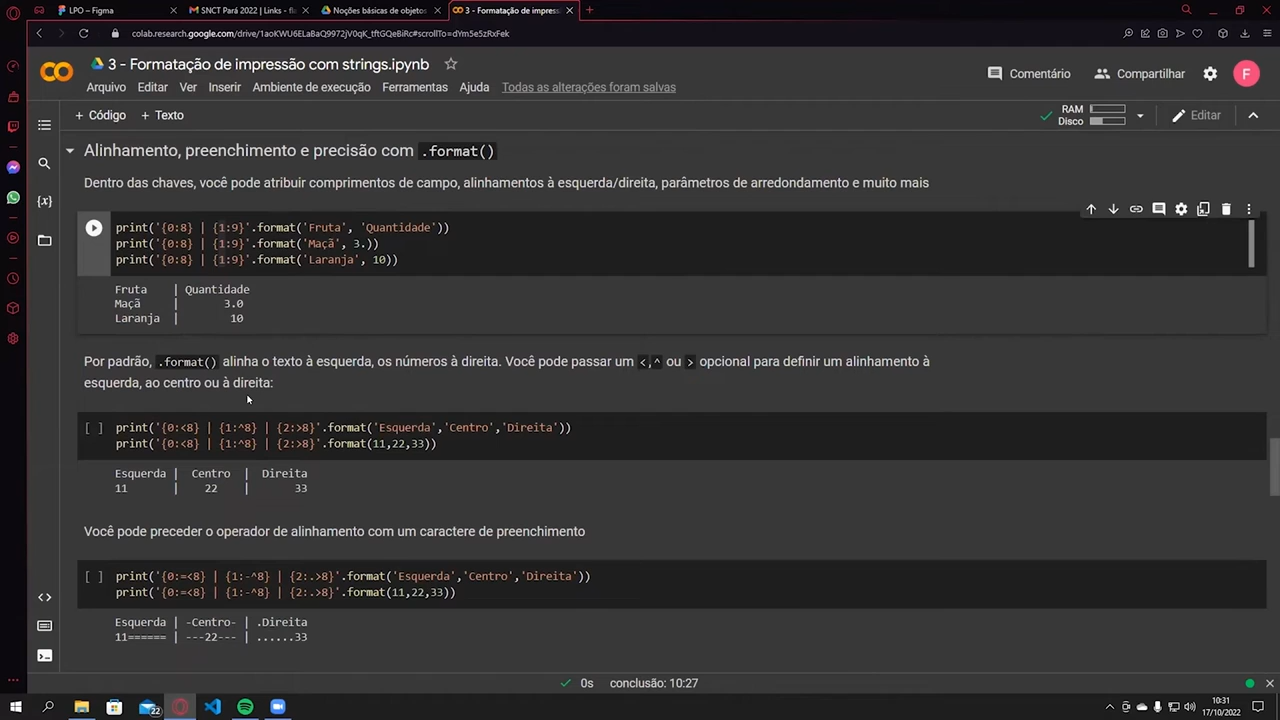 LPO – Figma
SNCT Pará 2022 | Links - fl
Noções básicas de objetos
3 - Formatação de impress
colab.research.google.com/drive/1aoKWU6ELaBaQ9972jV0qK_tftGQeBiRc#scrollTo=dYm5e5zRxFek
3 - Formatação de impressão com strings.ipynb
Comentário
Compartilhar
F
Arquivo Editar Ver Inserir Ambiente de execução Ferramentas Ajuda Todas as alterações foram salvas
+ Código + Texto
RAM
Disco
Editar
Alinhamento, preenchimento e precisão com .format()
Dentro das chaves, você pode atribuir comprimentos de campo, alinhamentos à esquerda/direita, parâmetros de arredondamento e muito mais
{x}
print('{0:8} | {1:9}'.format('Fruta', 'Quantidade'))
print('{0:8} | {1:9}'.format('Maçã', 3.))
print('{0:8} | {1:9}'.format('Laranja', 10))
Fruta | Quantidade
Maçã | 3.0
Laranja | 10
Por padrão, .format() alinha o texto à esquerda, os números à direita. Você pode passar um <,^ ou > opcional para definir um alinhamento à
esquerda, ao centro ou à direita:
[ ] print('{0:<8} | {1:^8} | {2:>8}'.format('Esquerda','Centro','Direita'))
print('{0:<8} | {1:^8} | {2:>8}'.format(11,22,33))
Esquerda | Centro | Direita
11 | 22 | 33
Você pode preceder o operador de alinhamento com um caractere de preenchimento
[ ] print('{0:=<8} | {1:-^8} | {2:.>8}'.format('Esquerda','Centro','Direita'))
print('{0:=<8} | {1:-^8} | {2:.>8}'.format(11,22,33))
Esquerda | -Centro- | .Direita
11====== | ---22--- | ......33
0s conclusão: 10:27
22
10:31
17/10/2022